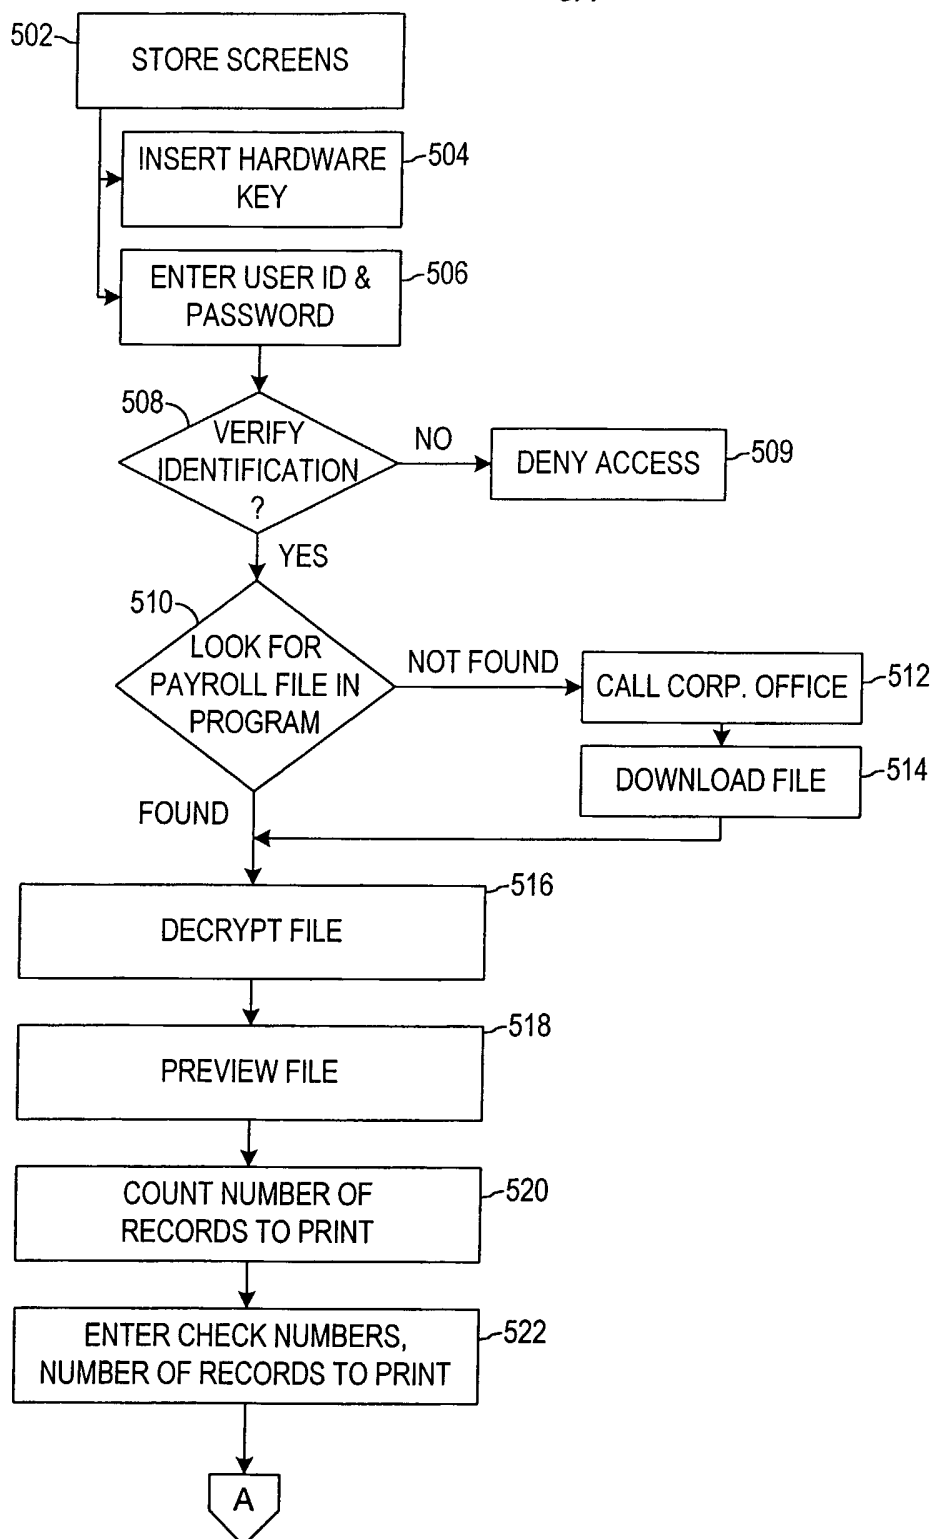 502
STORE SCREENS
INSERT HARDWARE
KEY
504
ENTER USER ID &
PASSWORD
506
508
VERIFY
IDENTIFICATION
?
NO
DENY ACCESS
509
YES
510
LOOK FOR
PAYROLL FILE IN
PROGRAM
NOT FOUND
CALL CORP. OFFICE
512
DOWNLOAD FILE
514
FOUND
DECRYPT FILE
516
PREVIEW FILE
518
COUNT NUMBER OF
RECORDS TO PRINT
520
ENTER CHECK NUMBERS,
NUMBER OF RECORDS TO PRINT
522
A